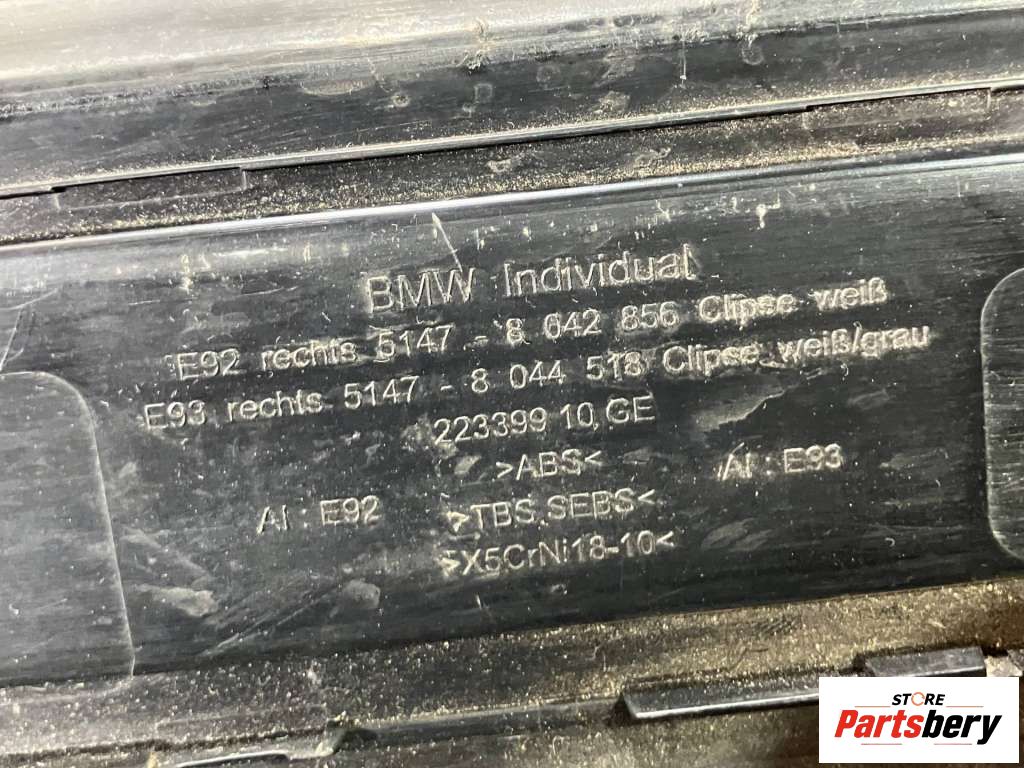 BMW Individual
E92 rechts 5147 - 8 042 856 Clipse weiß
E93 rechts 5147 - 8 044 518 Clipse weiß/grau
223399 10 GE
>ABS<
AI : E93
AI : E92
>TBS.SEBS<
>X5CrNi18-10<
STORE
Partsbery